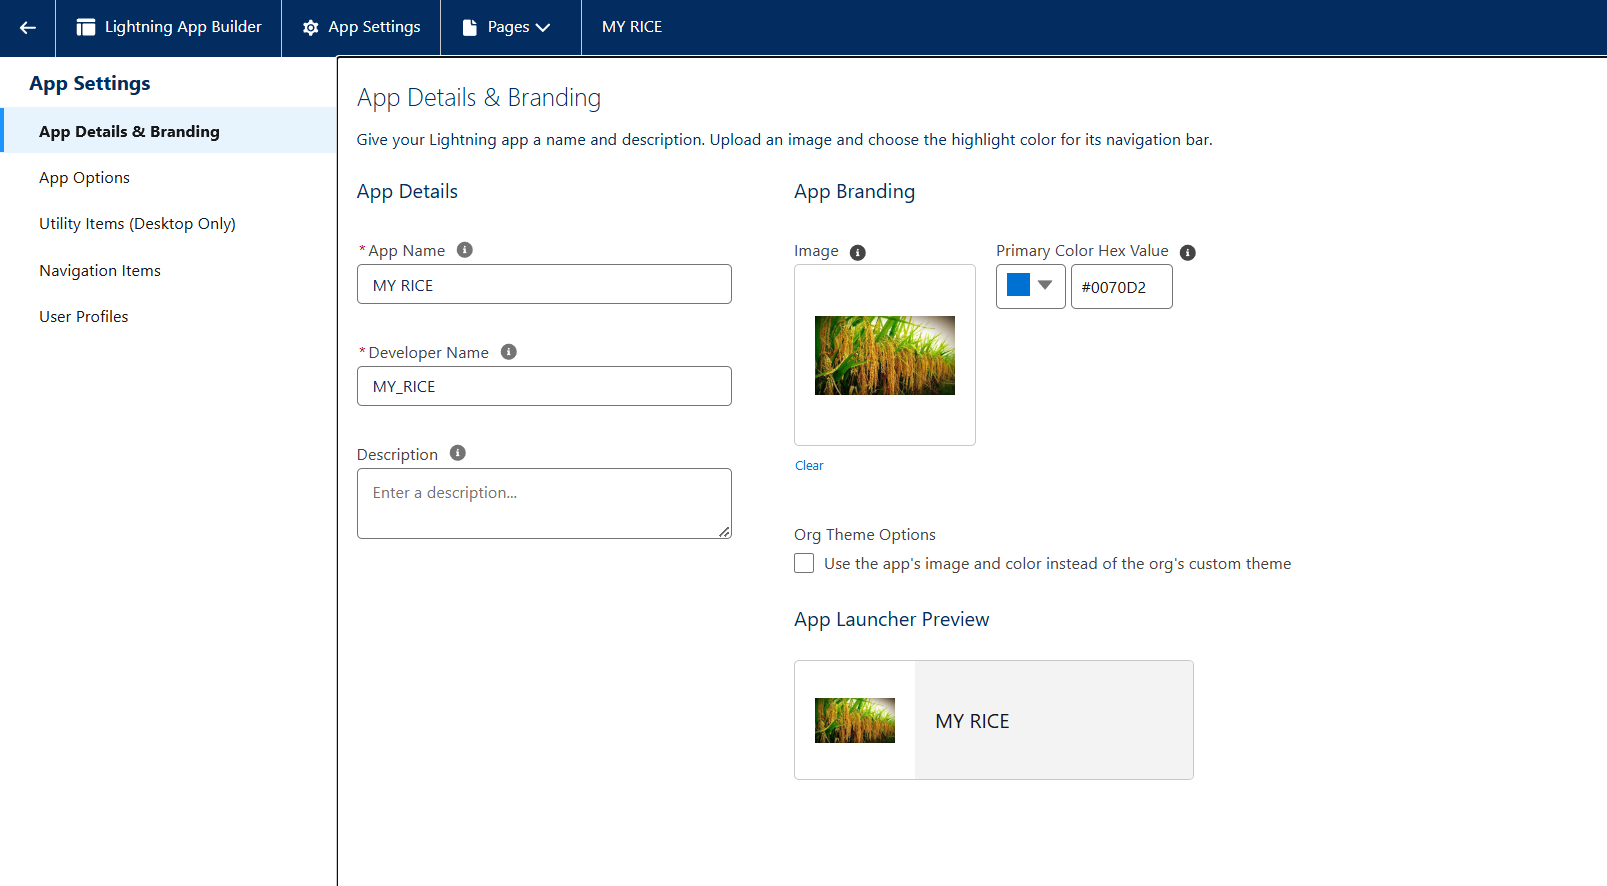 Lightning App Builder
App Settings
Pages
MY RICE
App Settings
App Details & Branding
App Options
Utility Items (Desktop Only)
Navigation Items
User Profiles
App Details & Branding
Give your Lightning app a name and description. Upload an image and choose the highlight color for its navigation bar.
App Details
*App Name
MY RICE
*Developer Name
MY_RICE
Description
Enter a description...
App Branding
Image
Clear
Primary Color Hex Value
#0070D2
Org Theme Options
Use the app's image and color instead of the org's custom theme
App Launcher Preview
MY RICE